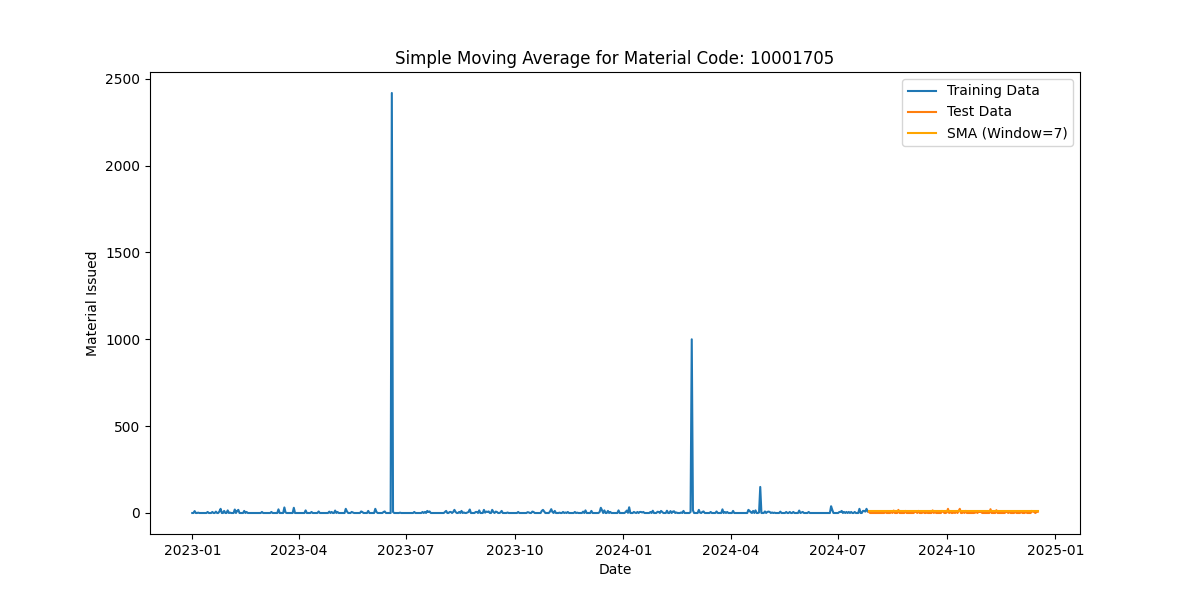 Simple Moving Average for Material Code: 10001705
2500
2000
1500
1000
500
0
Material Issued
Training Data
Test Data
SMA (Window=7)
2023-01 2023-04 2023-07 2023-10 2024-01 2024-04 2024-07 2024-10 2025-01
Date